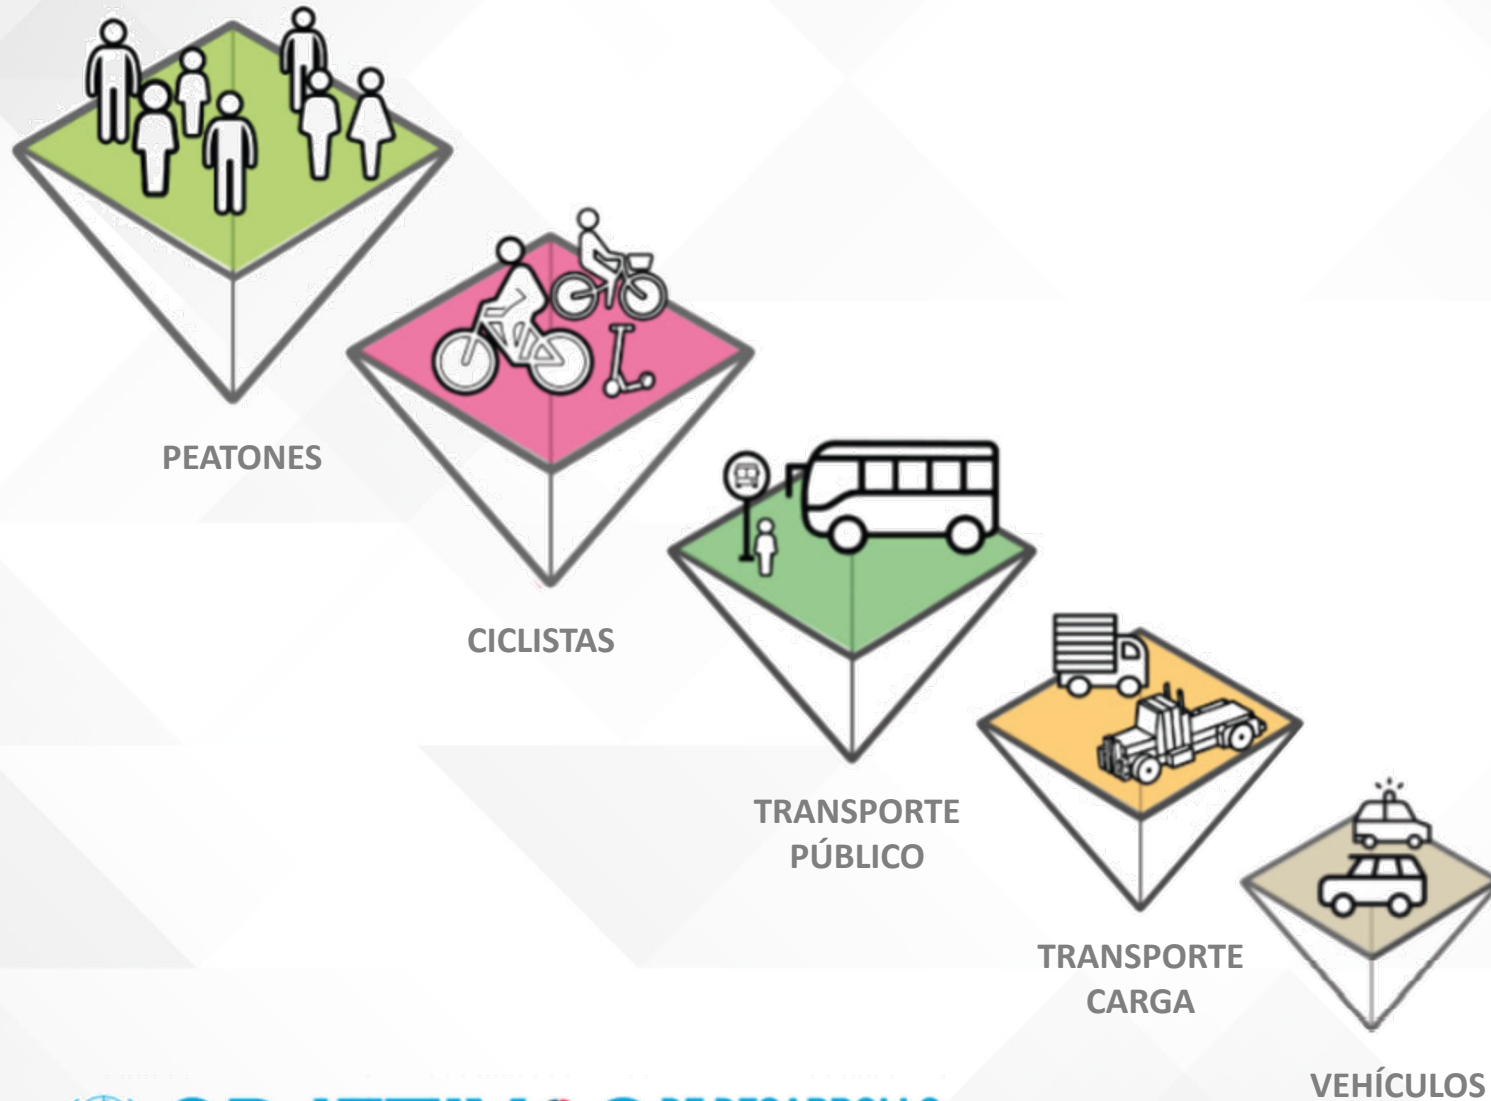 PEATONES
CICLISTAS
TRANSPORTE
PÚBLICO
TRANSPORTE
CARGA
VEHÍCULOS